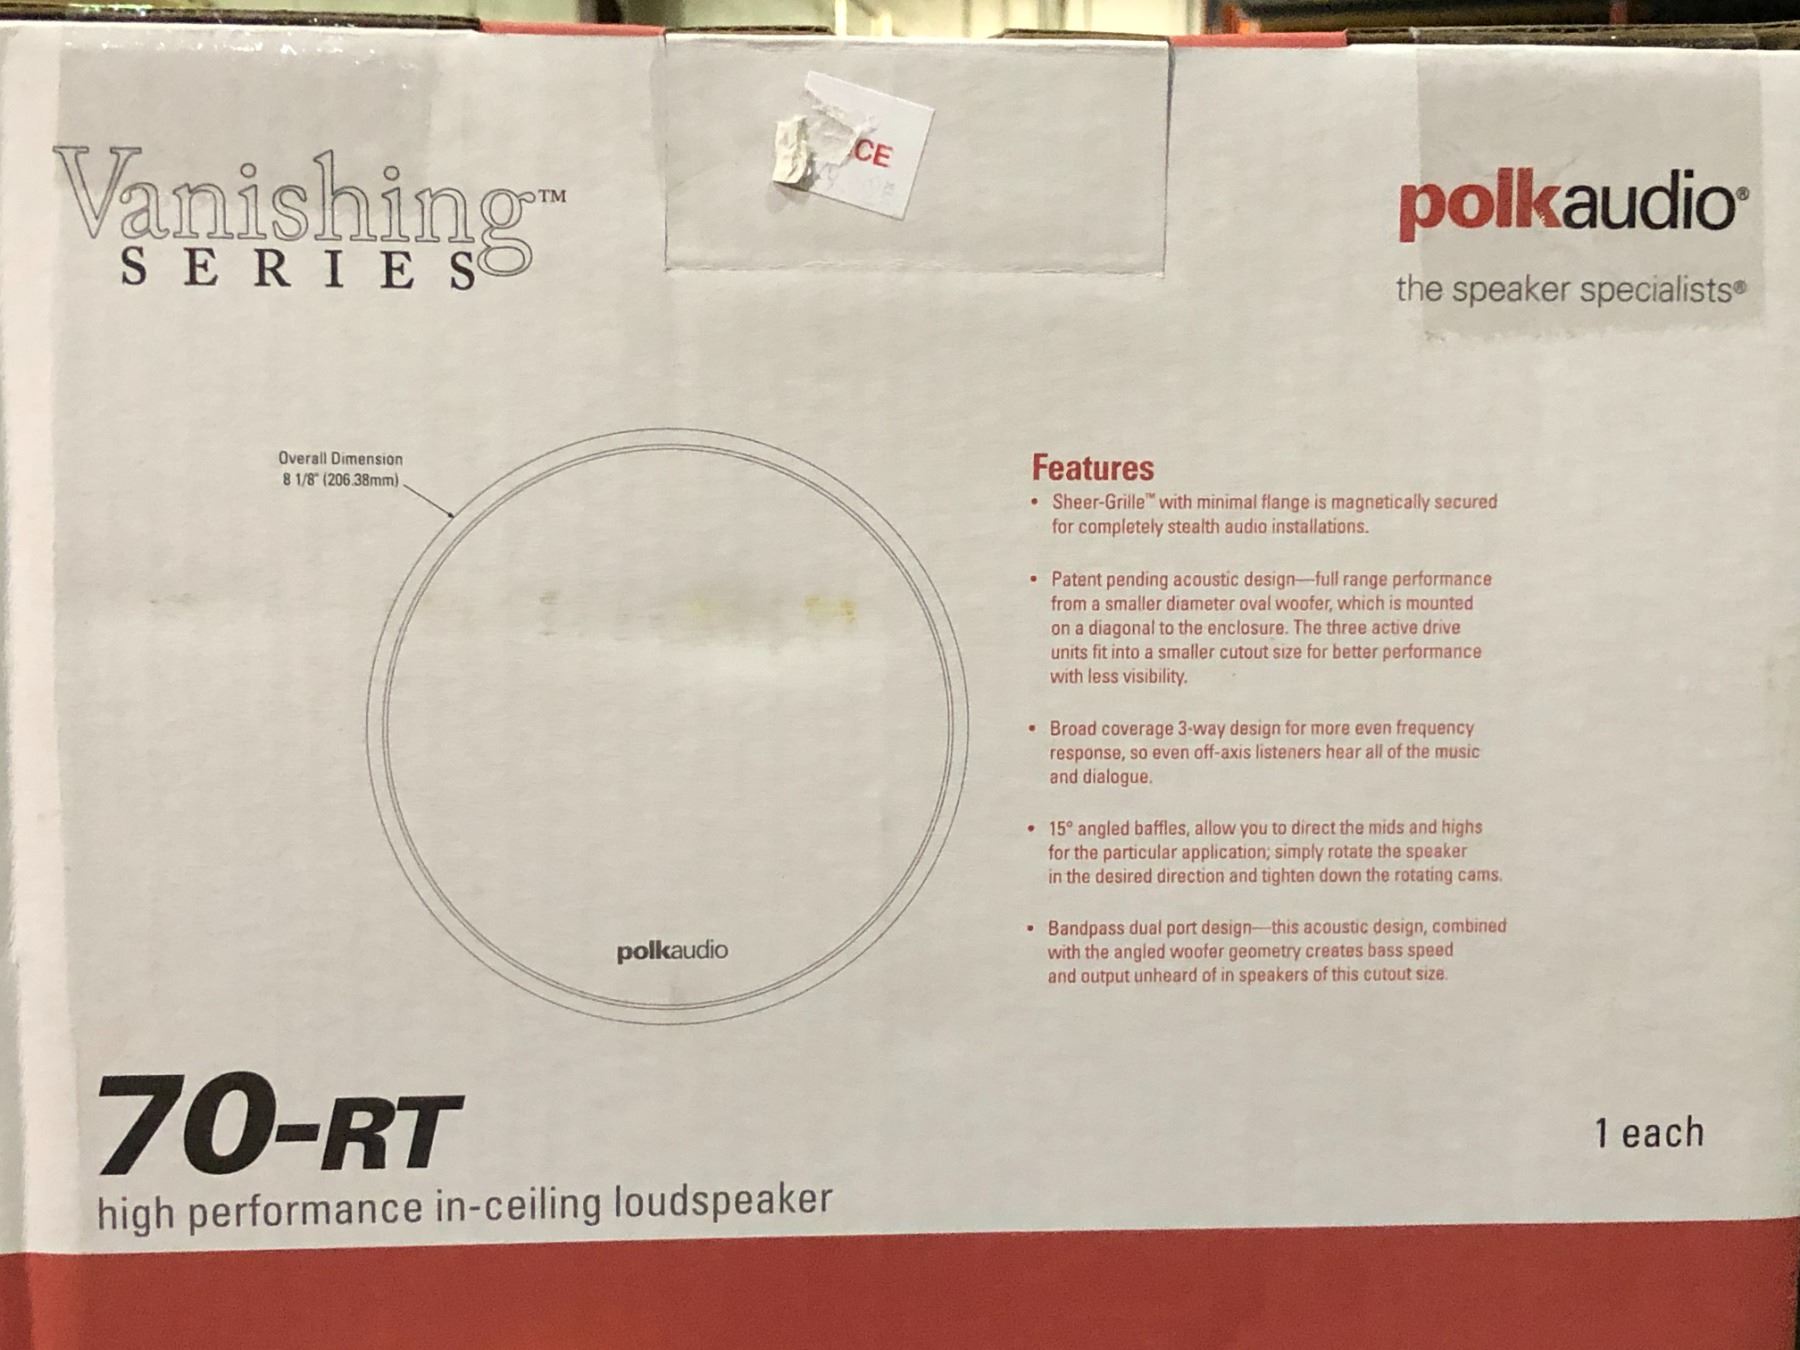 Vanishing™
SERIES
CE
polkaudio®
the speaker specialists®
Overall Dimension
8 1/8" (206.38mm)
polkaudio
Features
• Sheer-Grille™ with minimal flange is magnetically secured
for completely stealth audio installations.
• Patent pending acoustic design—full range performance
from a smaller diameter oval woofer, which is mounted
on a diagonal to the enclosure. The three active drive
units fit into a smaller cutout size for better performance
with less visibility.
• Broad coverage 3-way design for more even frequency
response, so even off-axis listeners hear all of the music
and dialogue.
• 15° angled baffles, allow you to direct the mids and highs
for the particular application; simply rotate the speaker
in the desired direction and tighten down the rotating cams.
• Bandpass dual port design—this acoustic design, combined
with the angled woofer geometry creates bass speed
and output unheard of in speakers of this cutout size.
70-RT
high performance in-ceiling loudspeaker
1 each